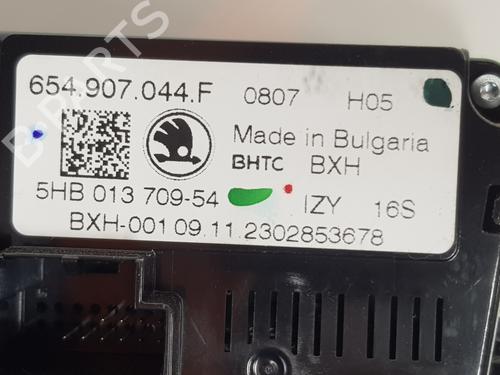 654.907.044.F 0807 H05
Made in Bulgaria
BHTC BXH
5HB 013 709-54 IZY 16S
BXH-001 09.11.2302853678
B-PARTS